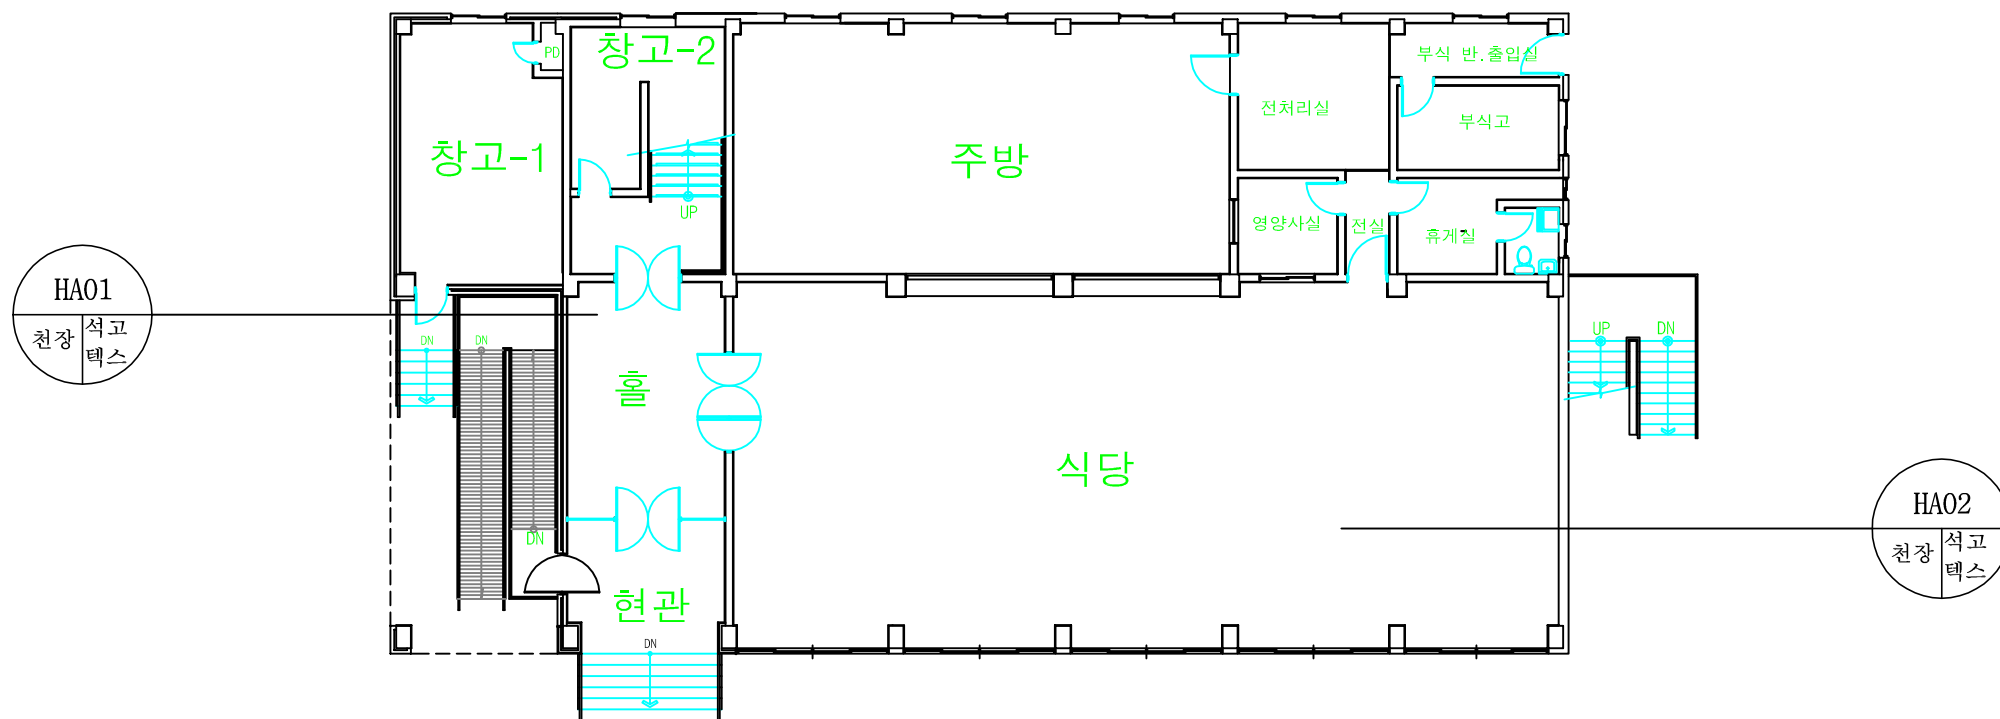 창고-2
PD
부식 반.출입실
전처리실
부식고
창고-1
주방
UP
영양사실
전실
휴게실
HA01
천장
석고
텍스
DN
DN
UP
DN
홀
식당
HA02
천장
석고
텍스
DN
현관
DN